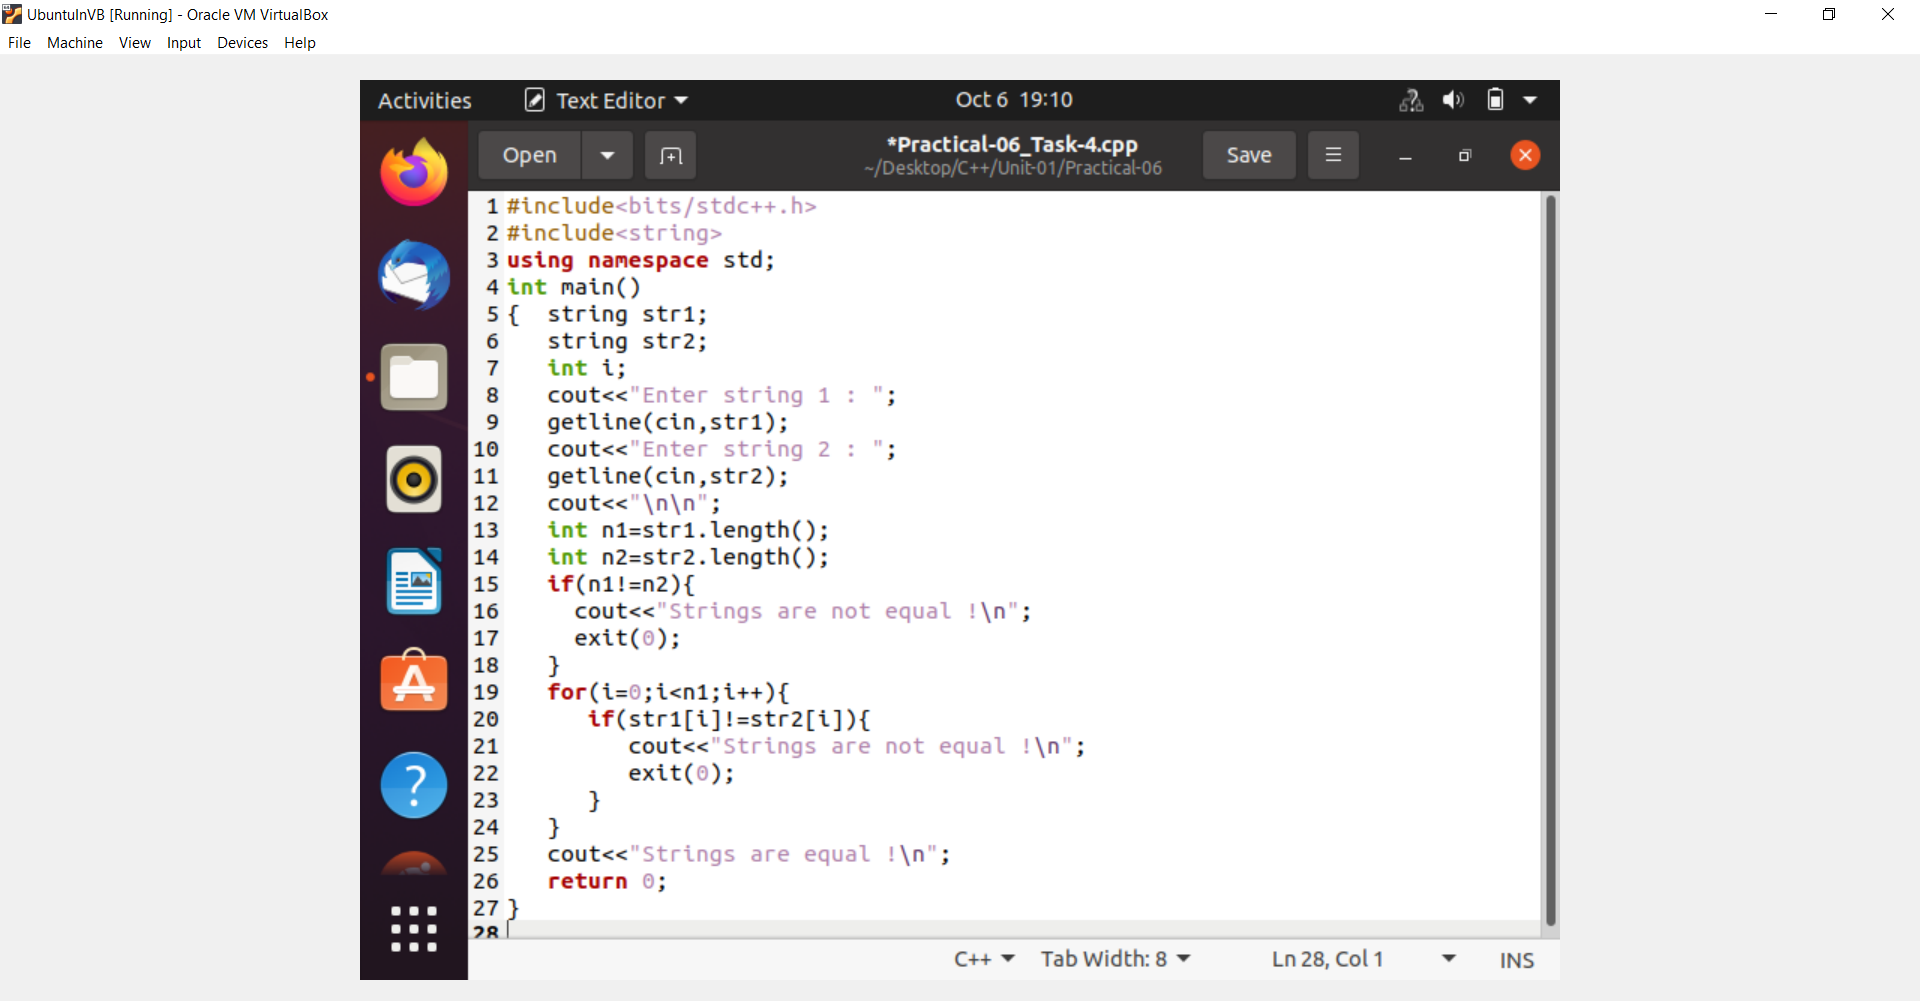 UbuntuInVB [Running] - Oracle VM VirtualBox
File Machine View Input Devices Help
Activities Text Editor Oct 6 19:10
Open *Practical-06_Task-4.cpp Save
~/Desktop/C++/Unit-01/Practical-06
1 #include<bits/stdc++.h>
2 #include<string>
3 using namespace std;
4 int main()
5 {  string str1;
6    string str2;
7    int i;
8    cout<<"Enter string 1 : ";
9    getline(cin,str1);
10    cout<<"Enter string 2 : ";
11    getline(cin,str2);
12    cout<<"\n\n";
13    int n1=str1.length();
14    int n2=str2.length();
15    if(n1!=n2){
16      cout<<"Strings are not equal !\n";
17      exit(0);
18    }
19    for(i=0;i<n1;i++){
20       if(str1[i]!=str2[i]){
21          cout<<"Strings are not equal !\n";
22          exit(0);
23       }
24    }
25    cout<<"Strings are equal !\n";
26    return 0;
27 }
28
C++ Tab Width: 8 Ln 28, Col 1 INS